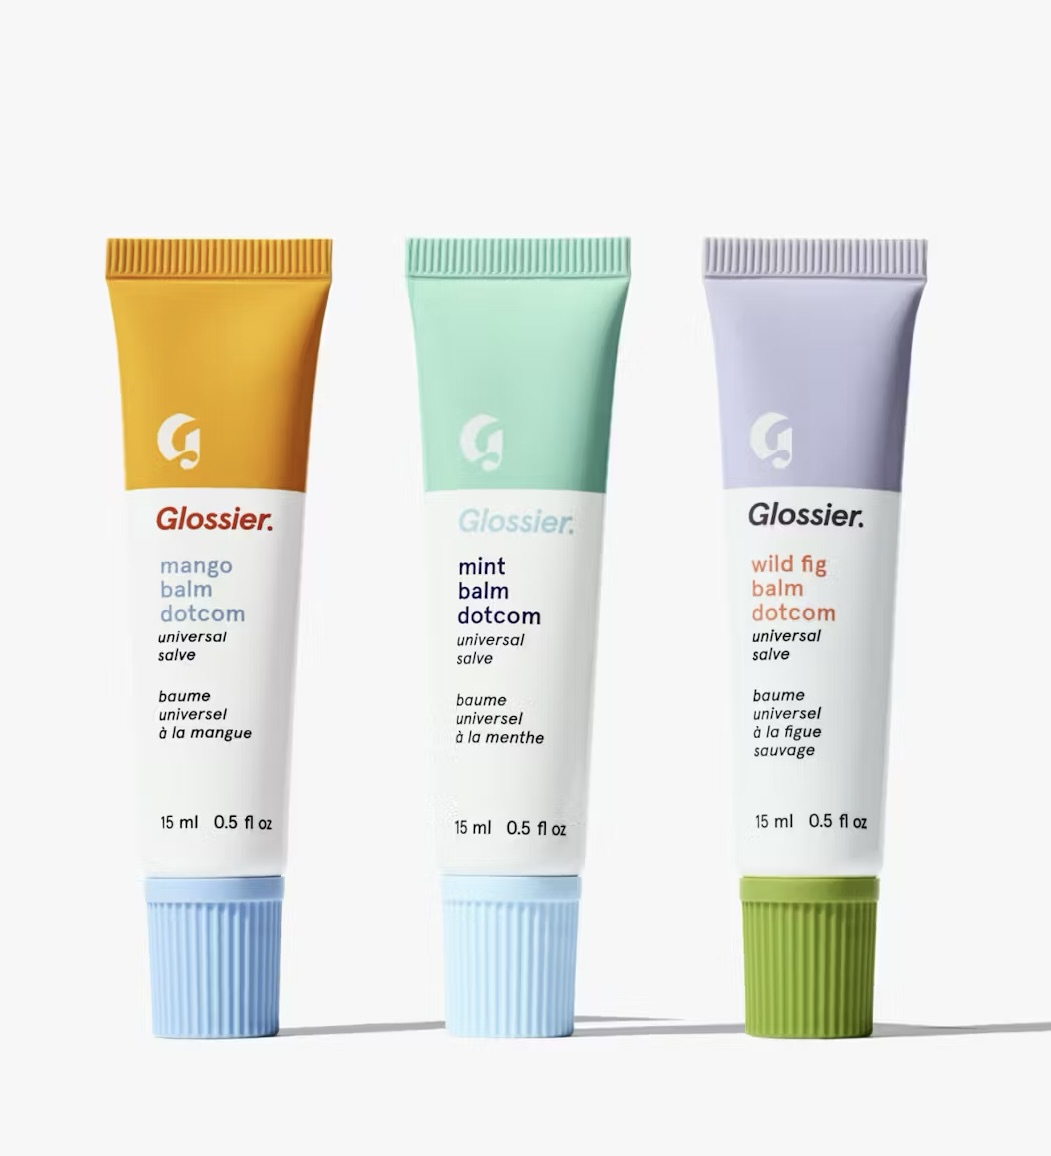 G
Glossier.
mango
balm
dotcom
universal
salve
baume
universel
à la mangue
15 ml 0.5 fl oz
G
Glossier.
mint
balm
dotcom
universal
salve
baume
universel
à la menthe
15 ml 0.5 fl oz
G
Glossier.
wild fig
balm
dotcom
universal
salve
baume
universel
à la figue
sauvage
15 ml 0.5 fl oz